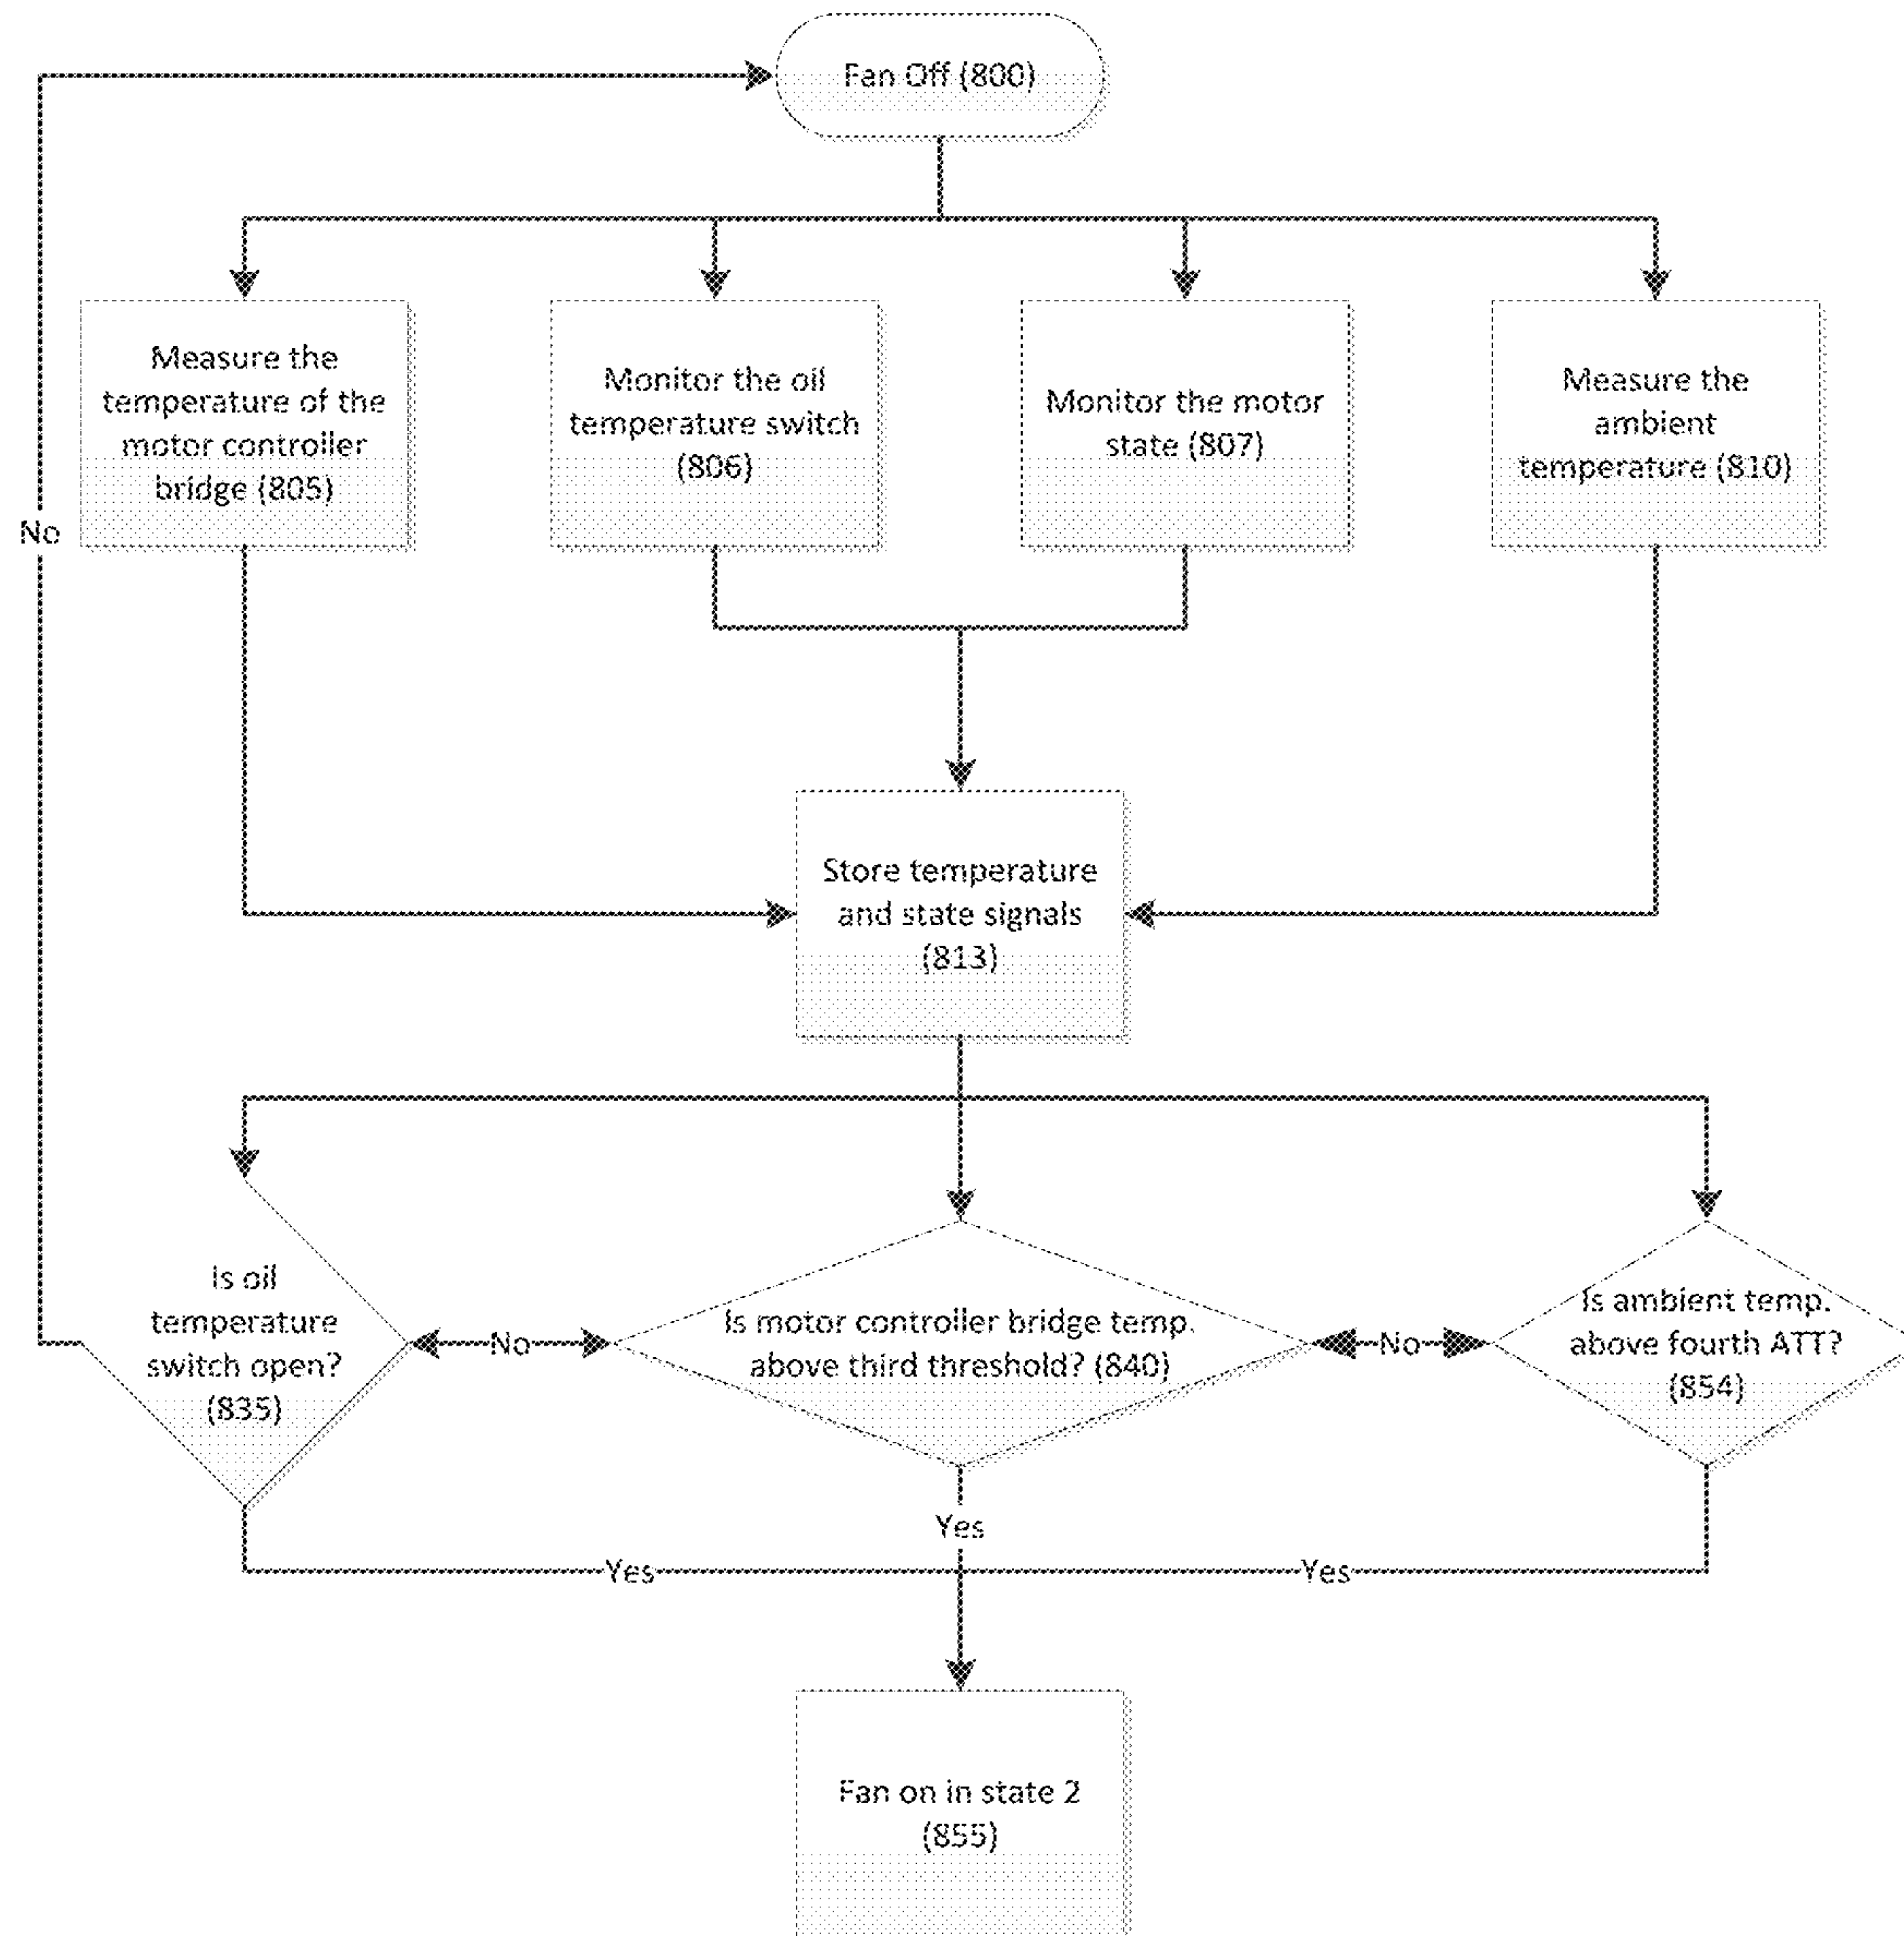 Fan Off (800)
Measure the
temperature of the
motor controller
bridge (805)
Monitor the oil
temperature switch
(806)
Monitor the motor
state (807)
Measure the
ambient
temperature (810)
No
Store temperature
and state signals
(813)
Is oil
temperature
switch open?
(835)
No
Is motor controller bridge temp.
above third threshold? (840)
No
Is ambient temp.
above fourth ATT?
(854)
Yes
Yes
Yes
Fan on in state 2
(855)